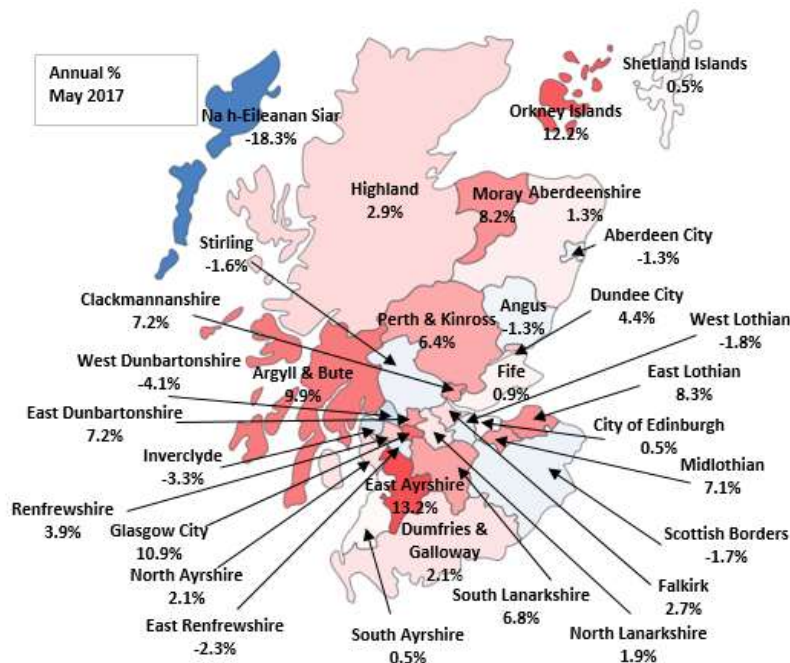 Annual %
May 2017
Shetland Islands
0.5%
Na h-Eileanan Siar
-18.3%
Orkney Islands
12.2%
Highland
2.9%
Moray
8.2%
Aberdeenshire
1.3%
Aberdeen City
-1.3%
Stirling
-1.6%
Clackmannanshire
7.2%
Perth & Kinross
6.4%
Angus
-1.3%
Dundee City
4.4%
West Lothian
-1.8%
West Dunbartonshire
-4.1%
Argyll & Bute
9.9%
Fife
0.9%
East Lothian
8.3%
East Dunbartonshire
7.2%
City of Edinburgh
0.5%
Inverclyde
-3.3%
Midlothian
7.1%
East Ayrshire
13.2%
Renfrewshire
3.9%
Glasgow City
10.9%
Dumfries &
Galloway
2.1%
Scottish Borders
-1.7%
North Ayrshire
2.1%
South Lanarkshire
6.8%
Falkirk
2.7%
East Renfrewshire
-2.3%
South Ayrshire
0.5%
North Lanarkshire
1.9%